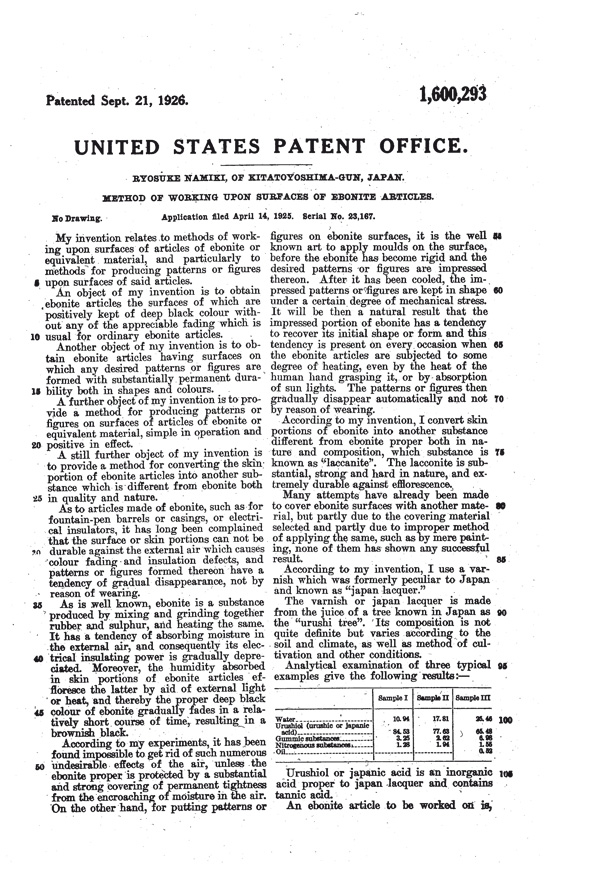 Patented Sept. 21, 1926.
1,600,293
UNITED STATES PATENT OFFICE.
RYOSUKE NAMIKI, OF KITATOYOSHIMA-GUN, JAPAN.
METHOD OF WORKING UPON SURFACES OF EBONITE ARTICLES.
No Drawing. Application filed April 14, 1925. Serial No. 23,167.
My invention relates to methods of work-
ing upon surfaces of articles of ebonite or
equivalent material, and particularly to
methods for producing patterns or figures
5 upon surfaces of said articles.
An object of my invention is to obtain
ebonite articles the surfaces of which are
positively kept of deep black colour with-
out any of the appreciable fading which is
10 usual for ordinary ebonite articles.
Another object of my invention is to ob-
tain ebonite articles having surfaces on
which any desired patterns or figures are
formed with substantially permanent dura-
15 bility both in shapes and colours.
A further object of my invention is to pro-
vide a method for producing patterns or
figures on surfaces of articles of ebonite or
equivalent material, simple in operation and
20 positive in effect.
A still further object of my invention is
to provide a method for converting the skin
portion of ebonite articles into another sub-
stance which is different from ebonite both
25 in quality and nature.
As to articles made of ebonite, such as for
fountain-pen barrels or casings, or electri-
cal insulators, it has long been complained
that the surface or skin portions can not be
durable against the external air which causes
colour fading and insulation defects, and
patterns or figures formed thereon have a
tendency of gradual disappearance, not by
reason of wearing.
35 As is well known, ebonite is a substance
produced by mixing and grinding together
rubber and sulphur, and heating the same.
It has a tendency of absorbing moisture in
the external air, and consequently its elec-
40 trical insulating power is gradually depre-
ciated. Moreover, the humidity absorbed
in skin portions of ebonite articles ef-
floresce the latter by aid of external light
or heat, and thereby the proper deep black
45 colour of ebonite gradually fades in a rela-
tively short course of time, resulting in a
brownish black.
According to my experiments, it has been
found impossible to get rid of such numerous
50 undesirable effects of the air, unless the
ebonite proper is protected by a substantial
and strong covering of permanent tightness
from the encroaching of moisture in the air.
On the other hand, for putting patterns or
figures on ebonite surfaces, it is the well 55
known art to apply moulds on the surface,
before the ebonite has become rigid and the
desired patterns or figures are impressed
thereon. After it has been cooled, the im-
pressed patterns or figures are kept in shape 60
under a certain degree of mechanical stress.
It will be then a natural result that the
impressed portion of ebonite has a tendency
to recover its initial shape or form and this
tendency is present on every occasion when 65
the ebonite articles are subjected to some
degree of heating, even by the heat of the
human hand grasping it, or by absorption
of sun lights. The patterns or figures then
gradually disappear automatically and not 70
by reason of wearing.
According to my invention, I convert skin
portions of ebonite into another substance
different from ebonite proper both in na-
ture and composition, which substance is 75
known as "laccanite". The laconite is sub-
stantial, strong and hard in nature, and ex-
tremely durable against efflorescence.
Many attempts have already been made
to cover ebonite surfaces with another mate- 80
rial, but partly due to the covering material
selected and partly due to improper method
of applying the same, such as by mere paint-
ing, none of them has shown any successful
result. 85
According to my invention, I use a var-
nish which was formerly peculiar to Japan
and known as "japan lacquer."
The varnish or japan lacquer is made
from the juice of a tree known in Japan as 90
the "urushi tree". Its composition is not
quite definite but varies according to the
soil and climate, as well as method of cul-
tivation and other conditions.
Analytical examination of three typical 95
examples give the following results:—
Sample I Sample II Sample III
Water 10.94 17.81 26.46 100
Urushiol (urushic or japanic
acid) 84.53 77.63 65.48
Gummic substances 3.25 2.62 6.98
Nitrogenous substances 1.28 1.94 1.55
Oil 0.52
Urushiol or japanic acid is an inorganic 105
acid proper to japan lacquer and contains
tannic acid.
An ebonite article to be worked on is,